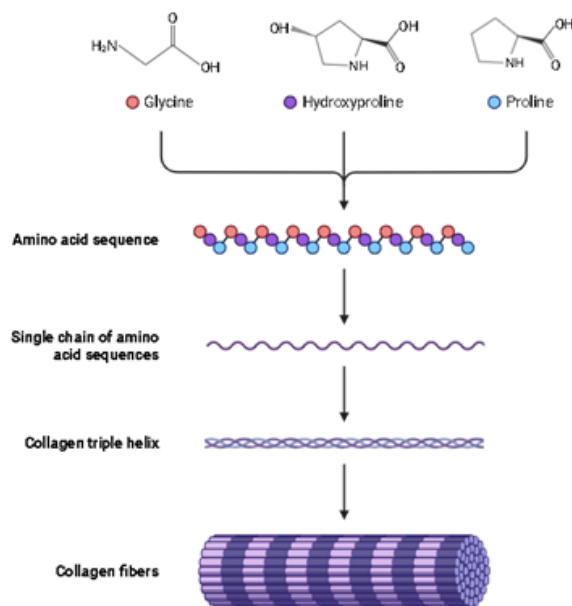 O
H₂N
OH
OH
NH
OH
O
NH
OH
O
Glycine
Hydroxyproline
Proline
Amino acid sequence
Single chain of amino
acid sequences
Collagen triple helix
Collagen fibers